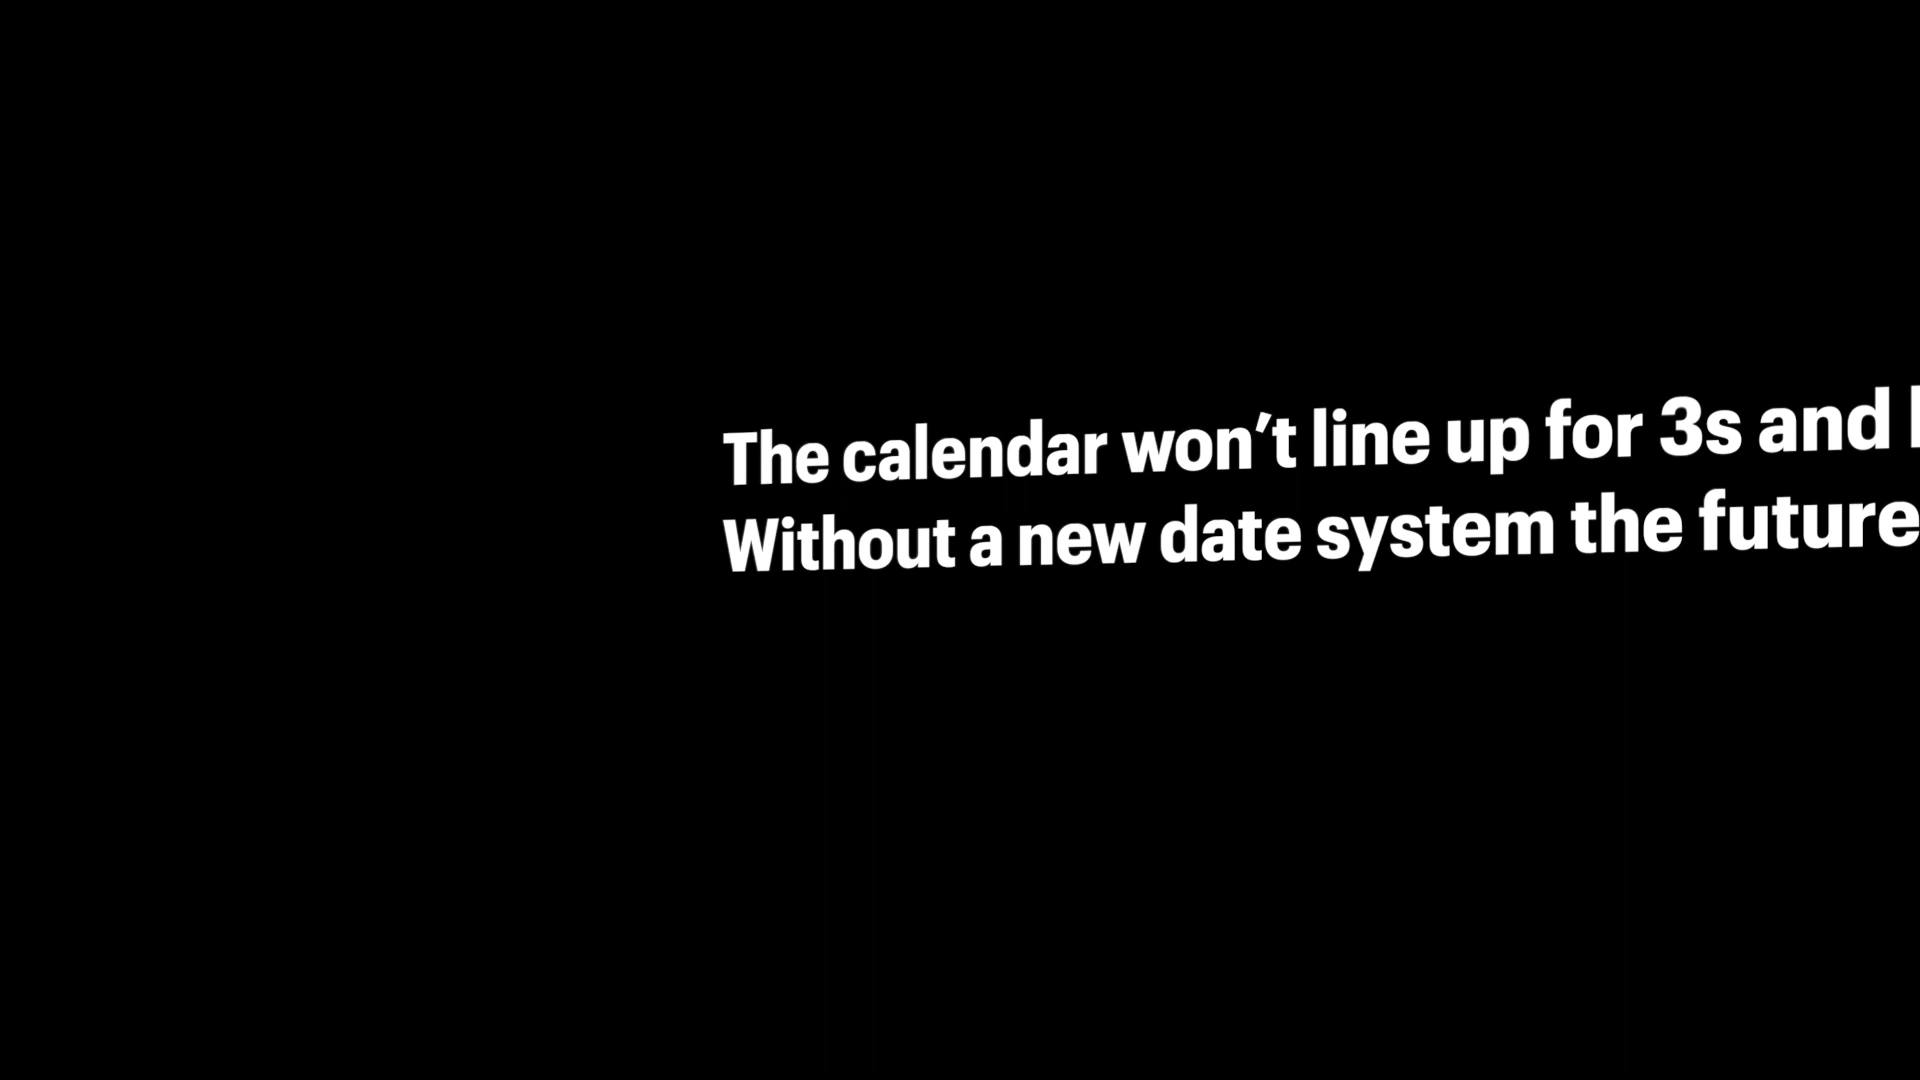 The calendar won’t line up for 3s and
Without a new date system the future